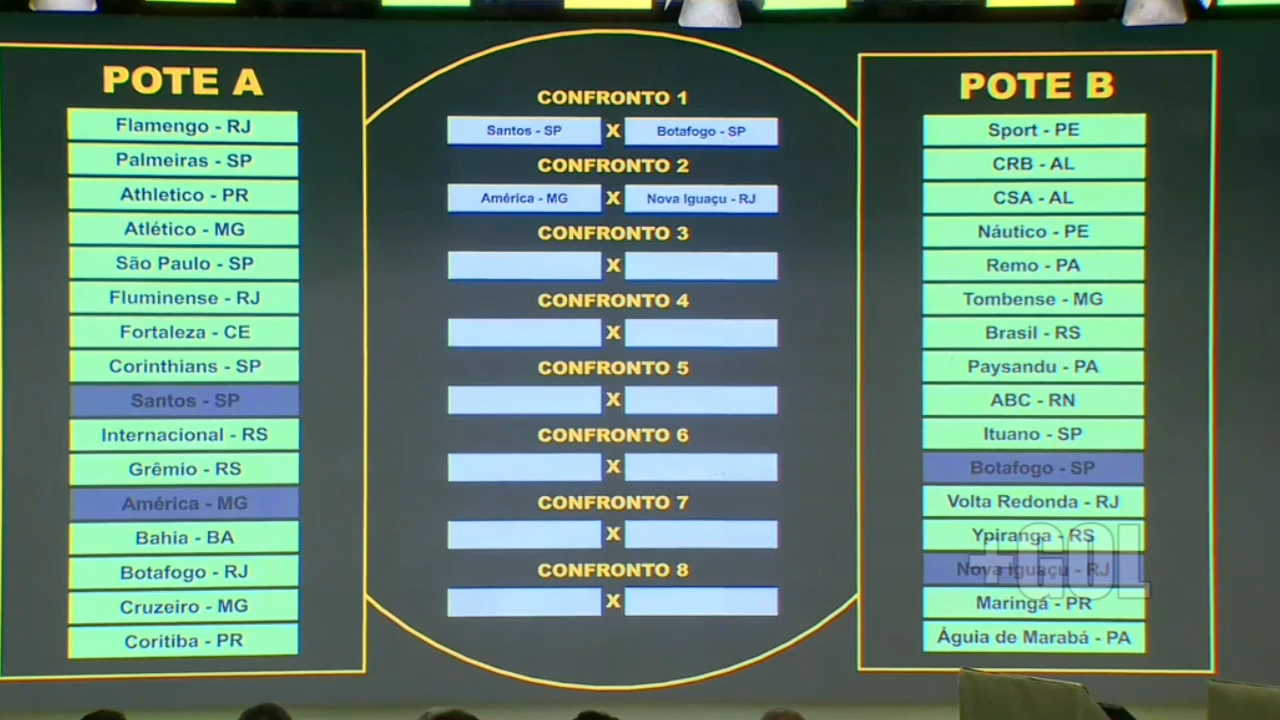 POTE A
Flamengo - RJ
Palmeiras - SP
Athletico - PR
Atlético - MG
São Paulo - SP
Fluminense - RJ
Fortaleza - CE
Corinthians - SP
Santos - SP
Internacional - RS
Grêmio - RS
América - MG
Bahia - BA
Botafogo - RJ
Cruzeiro - MG
Coritiba - PR
CONFRONTO 1
Santos - SP X Botafogo - SP
CONFRONTO 2
América - MG X Nova Iguaçu - RJ
CONFRONTO 3
X
CONFRONTO 4
X
CONFRONTO 5
X
CONFRONTO 6
X
CONFRONTO 7
X
CONFRONTO 8
X
POTE B
Sport - PE
CRB - AL
CSA - AL
Náutico - PE
Remo - PA
Tombense - MG
Brasil - RS
Paysandu - PA
ABC - RN
Ituano - SP
Botafogo - SP
Volta Redonda - RJ
Ypiranga - RS
Nova Iguaçu - RJ
Maringá - PR
Águia de Marabá - PA
+GOL